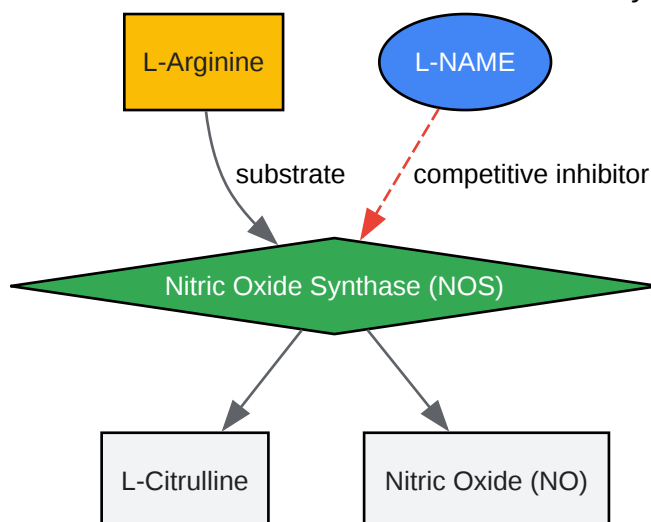 L-Arginine
L-NAME
substrate
competitive inhibitor
Nitric Oxide Synthase (NOS)
L-Citrulline
Nitric Oxide (NO)